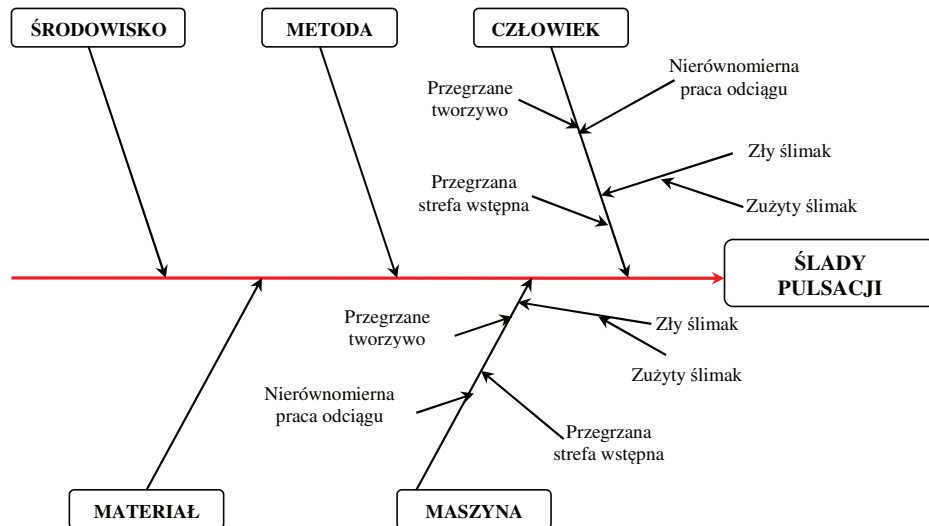 ŚRODOWISKO
METODA
CZŁOWIEK
Przegrzane
tworzywo
Nierównomierna
praca odciągu
Zły ślimak
Przegrzana
strefa wstępna
Zużyty ślimak
ŚLADY
PULSACJI
Przegrzane
tworzywo
Zły ślimak
Zużyty ślimak
Nierównomierna
praca odciągu
Przegrzana
strefa wstępna
MATERIAŁ
MASZYNA